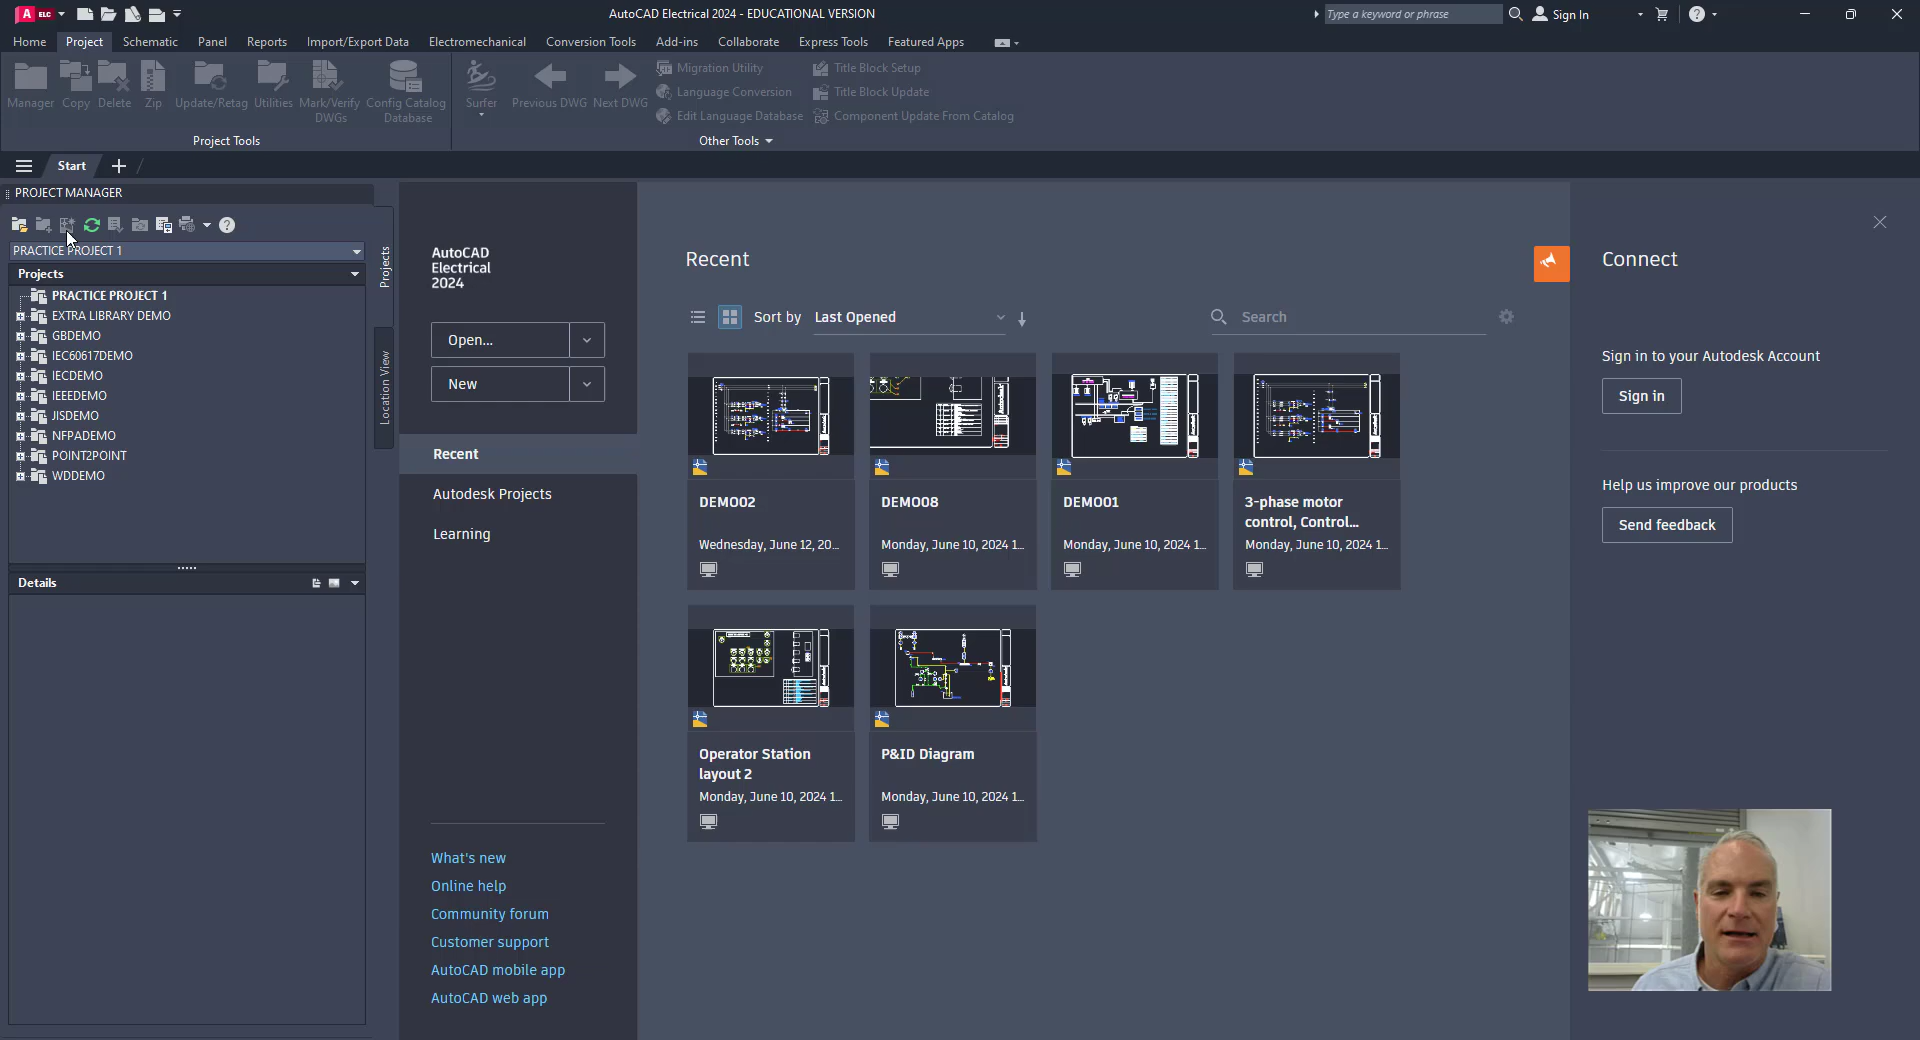 A ELC
AutoCAD Electrical 2024 - EDUCATIONAL VERSION
Type a keyword or phrase
Sign In
Home
Project
Schematic
Panel
Reports
Import/Export Data
Electromechanical
Conversion Tools
Add-ins
Collaborate
Express Tools
Featured Apps
Manager
Copy
Delete
Zip
Update/Retag
Utilities
Mark/Verify
DWGs
Config Catalog
Database
Surfer
Previous DWG
Next DWG
Migration Utility
Language Conversion
Edit Language Database
Title Block Setup
Title Block Update
Component Update From Catalog
Project Tools
Other Tools
Start
PROJECT MANAGER
PRACTICE PROJECT 1
Projects
PRACTICE PROJECT 1
EXTRA LIBRARY DEMO
GBDEMO
IEC60617DEMO
IECDEMO
IEEEDEMO
JISDEMO
NFPADEMO
POINT2POINT
WDDEMO
Details
Projects
Location View
AutoCAD
Electrical
2024
Open...
New
Recent
Autodesk Projects
Learning
What's new
Online help
Community forum
Customer support
AutoCAD mobile app
AutoCAD web app
Recent
Sort by
Last Opened
Search
DEMO02
Wednesday, June 12, 20...
DEMO08
Monday, June 10, 2024 1...
DEMO01
Monday, June 10, 2024 1...
3-phase motor
control, Control...
Monday, June 10, 2024 1...
Operator Station
layout 2
Monday, June 10, 2024 1...
P&ID Diagram
Monday, June 10, 2024 1...
Connect
Sign in to your Autodesk Account
Sign in
Help us improve our products
Send feedback